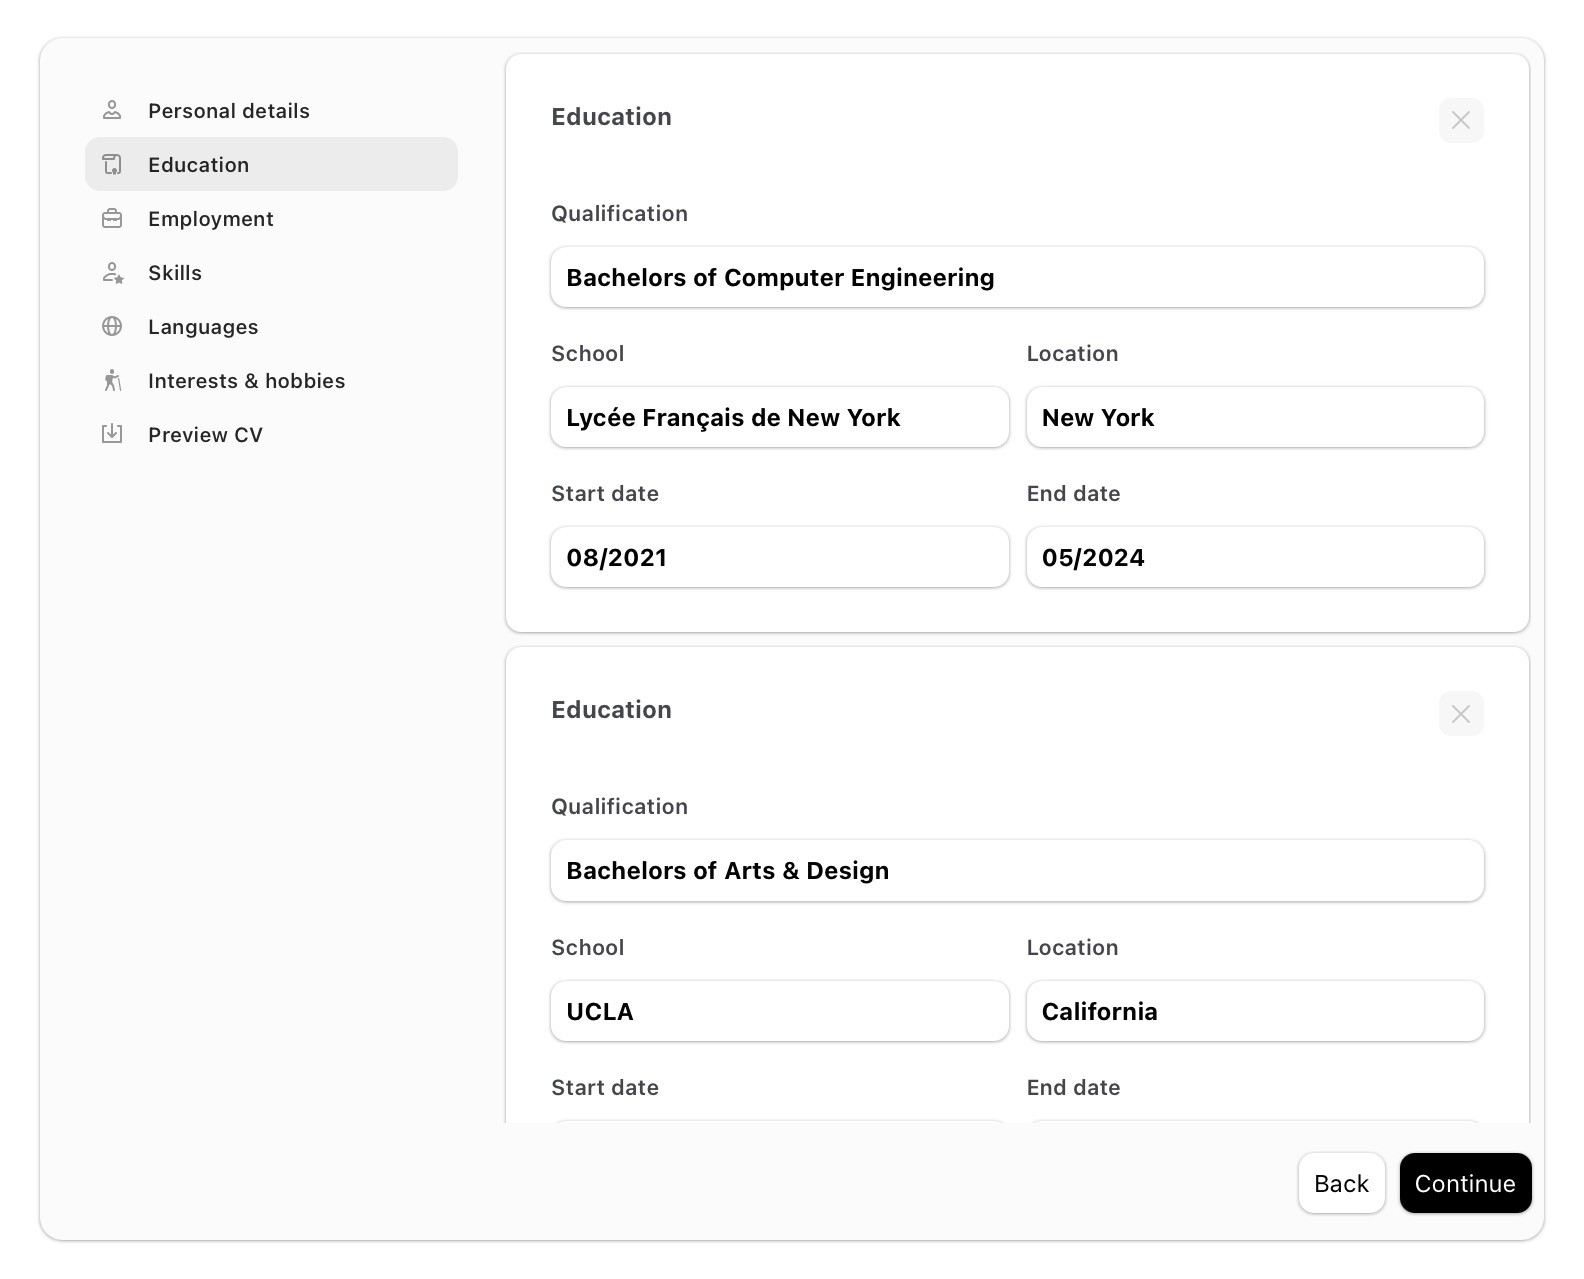 Personal details
Education
Employment
Skills
Languages
Interests & hobbies
Preview CV
Education
Qualification
Bachelors of Computer Engineering
School Location
Lycée Français de New York New York
Start date End date
08/2021 05/2024
Education
Qualification
Bachelors of Arts & Design
School Location
UCLA California
Start date End date
Back Continue